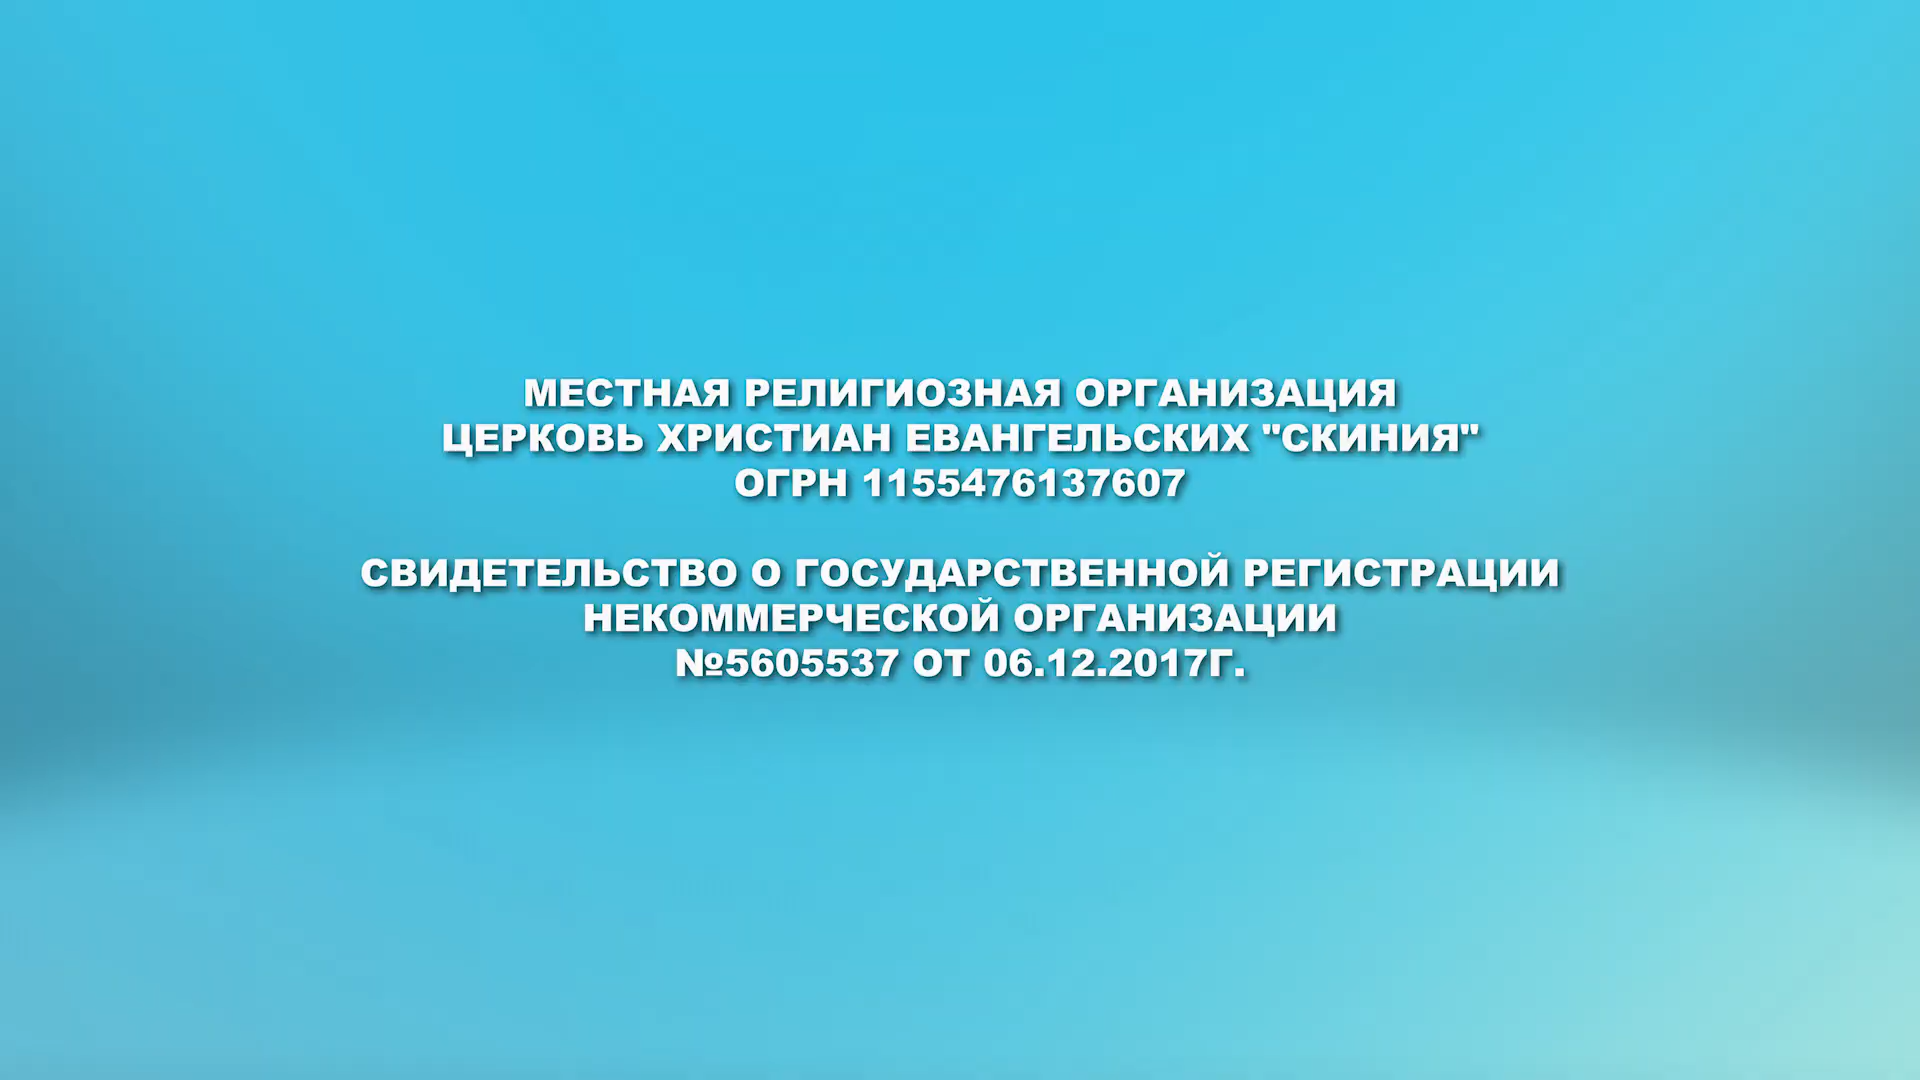 МЕСТНАЯ РЕЛИГИОЗНАЯ ОРГАНИЗАЦИЯ
ЦЕРКОВЬ ХРИСТИАН ЕВАНГЕЛЬСКИХ "СКИНИЯ"
ОГРН 1155476137607
СВИДЕТЕЛЬСТВО О ГОСУДАРСТВЕННОЙ РЕГИСТРАЦИИ
НЕКОММЕРЧЕСКОЙ ОРГАНИЗАЦИИ
№5605537 ОТ 06.12.2017Г.